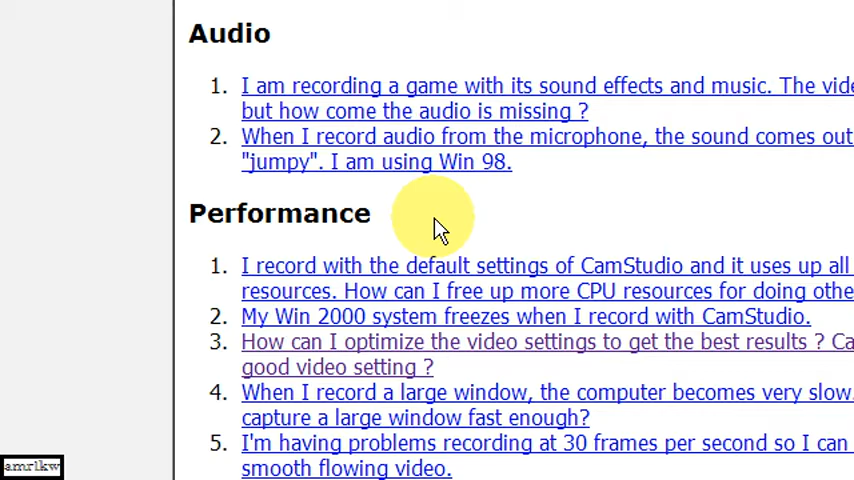 Audio
1. I am recording a game with its sound effects and music. The
but how come the audio is missing ?
2. When I record audio from the microphone, the sound comes out
"jumpy". I am using Win 98.
Performance
1. I record with the default settings of CamStudio and it uses up all
resources. How can I free up more CPU resources for doing
2. My Win 2000 system freezes when I record with CamStudio.
3. How can I optimize the video settings to get the best results ?
good video setting ?
4. When I record a large window, the computer becomes very slow.
capture a large window fast enough?
5. I'm having problems recording at 30 frames per second so I can
smooth flowing video.
amr1kw